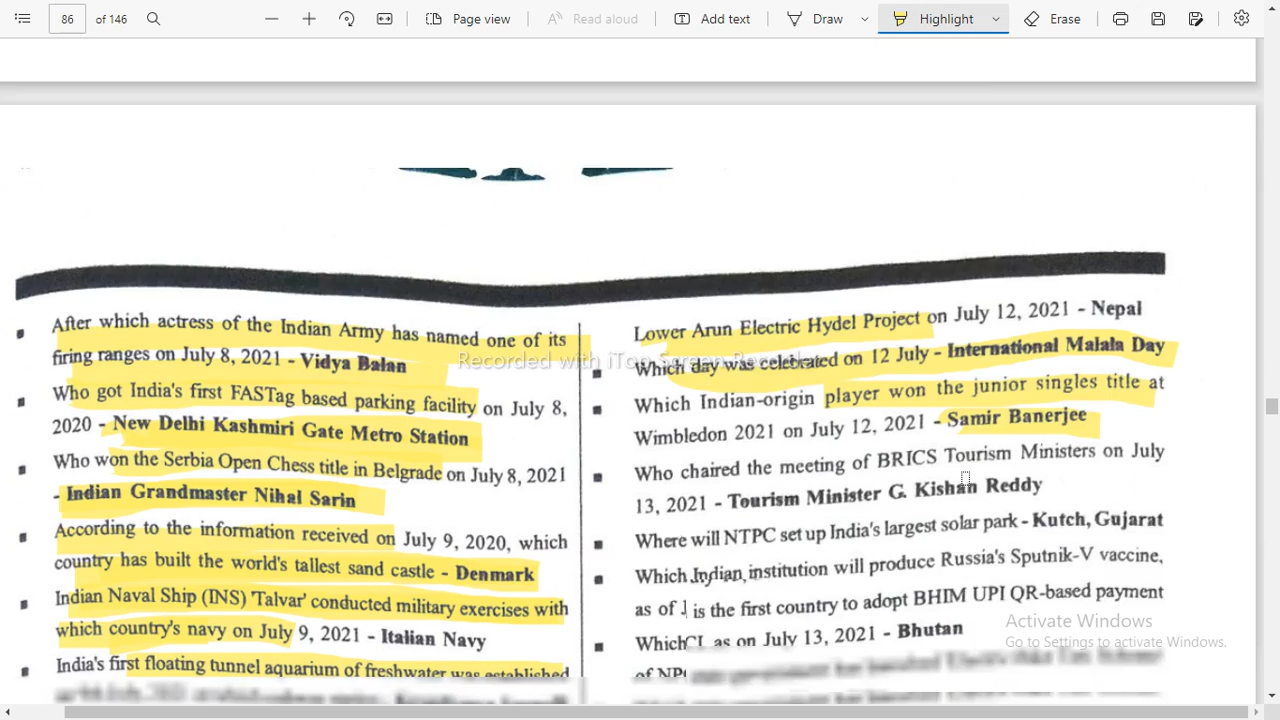 86 of 146 Page view Read aloud Add text Draw Highlight Erase
After which actress of the Indian Army has named one of its
firing ranges on July 8, 2021 - Vidya Balan
Who got India's first FASTag based parking facility on July 8,
2020 - New Delhi Kashmiri Gate Metro Station
Who won the Serbia Open Chess title in Belgrade on July 8, 2021
- Indian Grandmaster Nihal Sarin
According to the information received on July 9, 2020, which
country has built the world's tallest sand castle - Denmark
Indian Naval Ship (INS) 'Talvar' conducted military exercises with
which country's navy on July 9, 2021 - Italian Navy
India's first floating tunnel aquarium of freshwater was established
Lower Arun Electric Hydel Project on July 12, 2021 - Nepal
Which day was celebrated on 12 July - International Malala Day
Which Indian-origin player won the junior singles title at
Wimbledon 2021 on July 12, 2021 - Samir Banerjee
Who chaired the meeting of BRICS Tourism Ministers on July
13, 2021 - Tourism Minister G. Kishan Reddy
Where will NTPC set up India's largest solar park - Kutch, Gujarat
Which Indian institution will produce Russia's Sputnik-V vaccine,
as of is the first country to adopt BHIM UPI QR-based payment
Which as on July 13, 2021 - Bhutan
of
Recorded with iTop Screen
Activate Windows
Go to Settings to activate Windows.